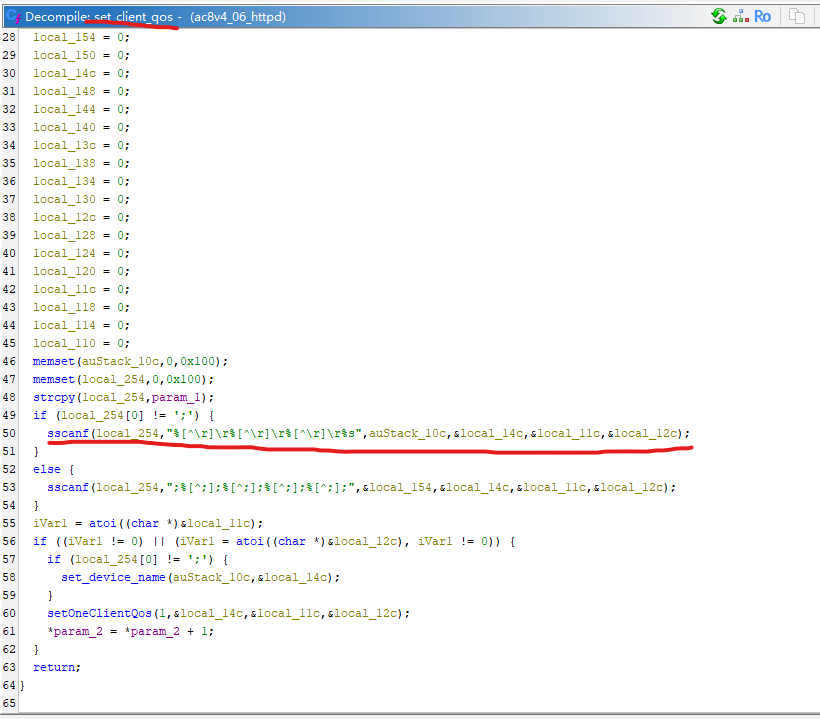 Decompile: set_client_qos - (ac8v4_06_httpd)
Ro
28 local_154 = 0;
29 local_150 = 0;
30 local_14c = 0;
31 local_148 = 0;
32 local_144 = 0;
33 local_140 = 0;
34 local_13c = 0;
35 local_138 = 0;
36 local_134 = 0;
37 local_130 = 0;
38 local_12c = 0;
39 local_128 = 0;
40 local_124 = 0;
41 local_120 = 0;
42 local_11c = 0;
43 local_118 = 0;
44 local_114 = 0;
45 local_110 = 0;
46 memset(auStack_10c,0,0x100);
47 memset(local_254,0,0x100);
48 strcpy(local_254,param_1);
49 if (local_254[0] != ';') {
50 sscanf(local_254,"%[^\r]\r%[^\r]\r%[^\r]\r%s",auStack_10c,&local_14c,&local_11c,&local_12c);
51 }
52 else {
53 sscanf(local_254,";%[^;];%[^;];%[^;];%[^;];",&local_154,&local_14c,&local_11c,&local_12c);
54 }
55 iVar1 = atoi((char *)&local_11c);
56 if ((iVar1 != 0) || (iVar1 = atoi((char *)&local_12c), iVar1 != 0)) {
57 if (local_254[0] != ';') {
58 set_device_name(auStack_10c,&local_14c);
59 }
60 setOneClientQos(1,&local_14c,&local_11c,&local_12c);
61 *param_2 = *param_2 + 1;
62 }
63 return;
64 }
65